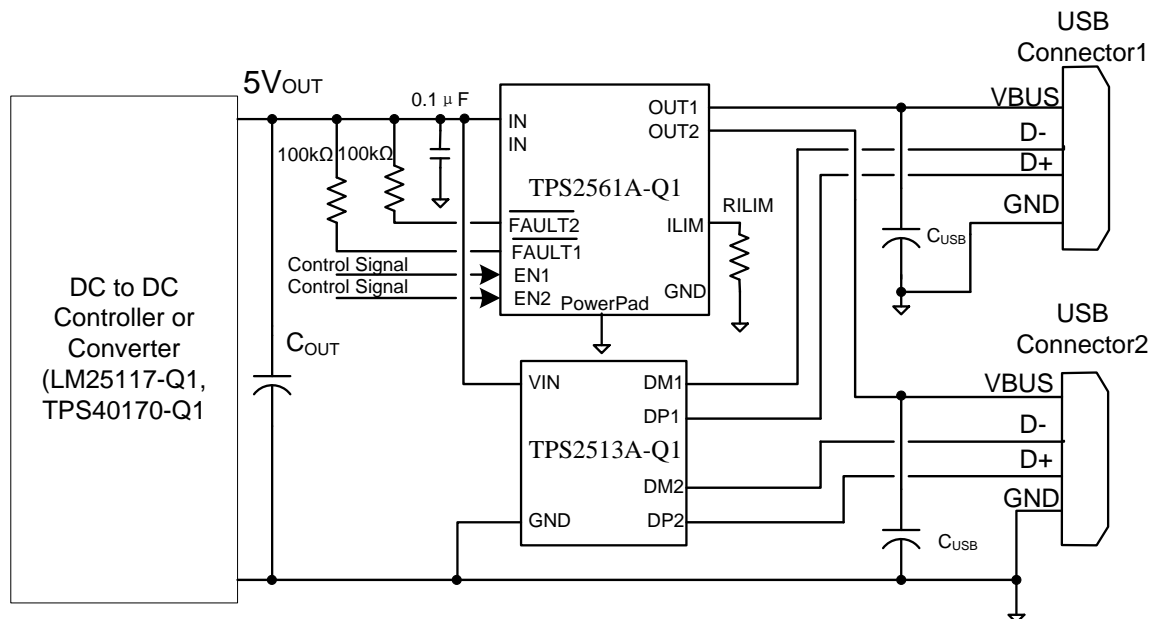 USB
Connector1
5VOUT
0.1 μF
100kΩ
100kΩ
IN
IN
OUT1
OUT2
TPS2561A-Q1
FAULT2
FAULT1
ILIM
RILIM
EN1
EN2
GND
PowerPad
Control Signal
Control Signal
VBUS
D-
D+
GND
CUSB
DC to DC
Controller or
Converter
(LM25117-Q1,
TPS40170-Q1
COUT
VIN
DM1
DP1
TPS2513A-Q1
DM2
GND
DP2
USB
Connector2
VBUS
D-
D+
GND
CUSB